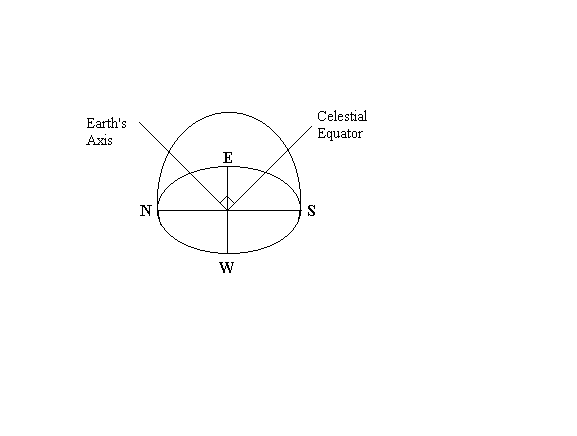 Earth's
Axis
Celestial
Equator
E
N
S
W